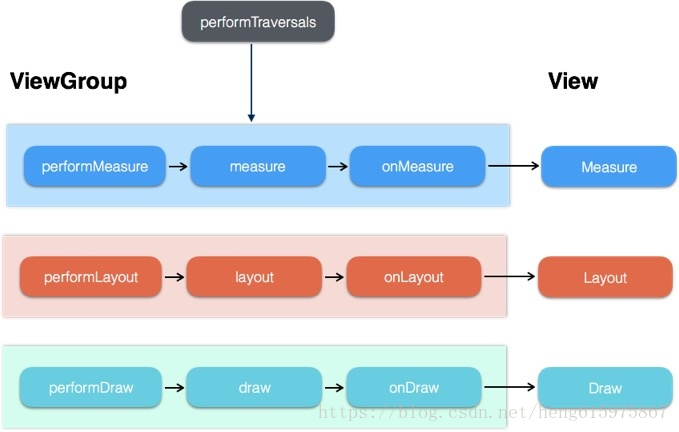 performTraversals
ViewGroup
View
performMeasure
measure
onMeasure
Measure
performLayout
layout
onLayout
Layout
performDraw
draw
onDraw
Draw
https://blog.csdn.net/heng615975867